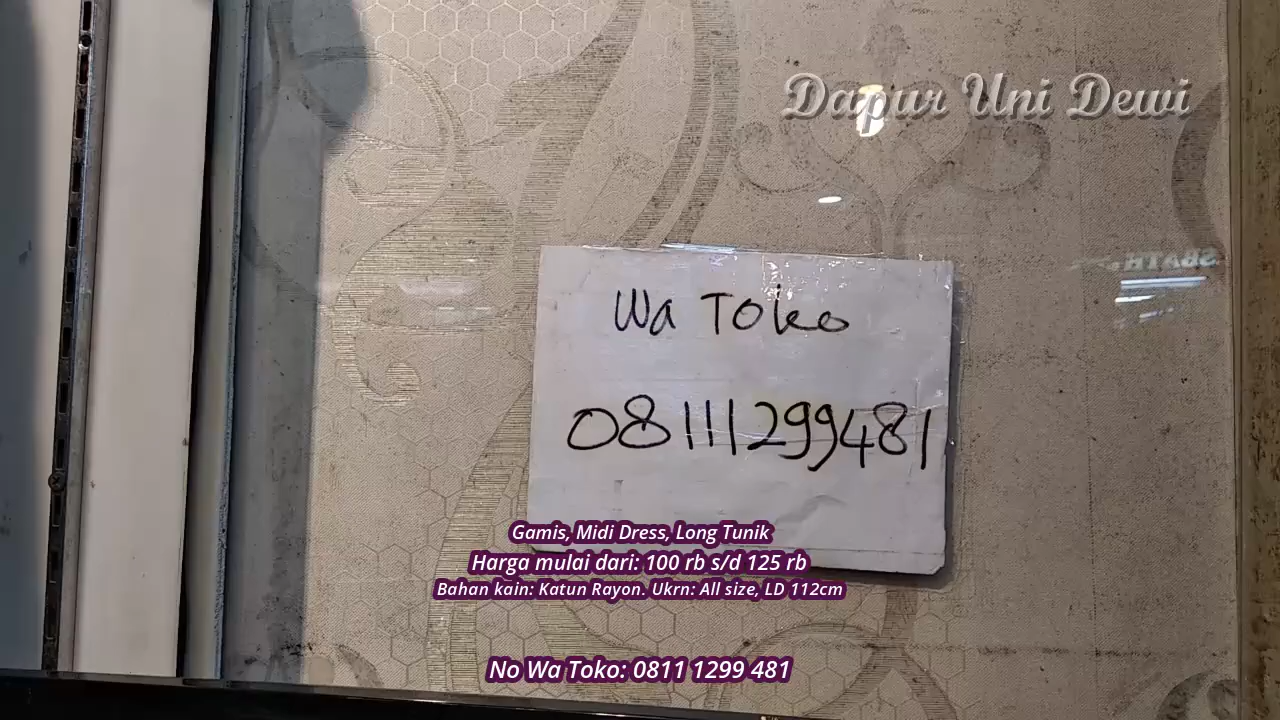 Dapur Uni Dewi
Wa Toko
08111299481
Gamis, Midi Dress, Long Tunik
Harga mulai dari: 100 rb s/d 125 rb
Bahan kain: Katun Rayon. Ukrn: All size, LD 112cm
No Wa Toko: 0811 1299 481